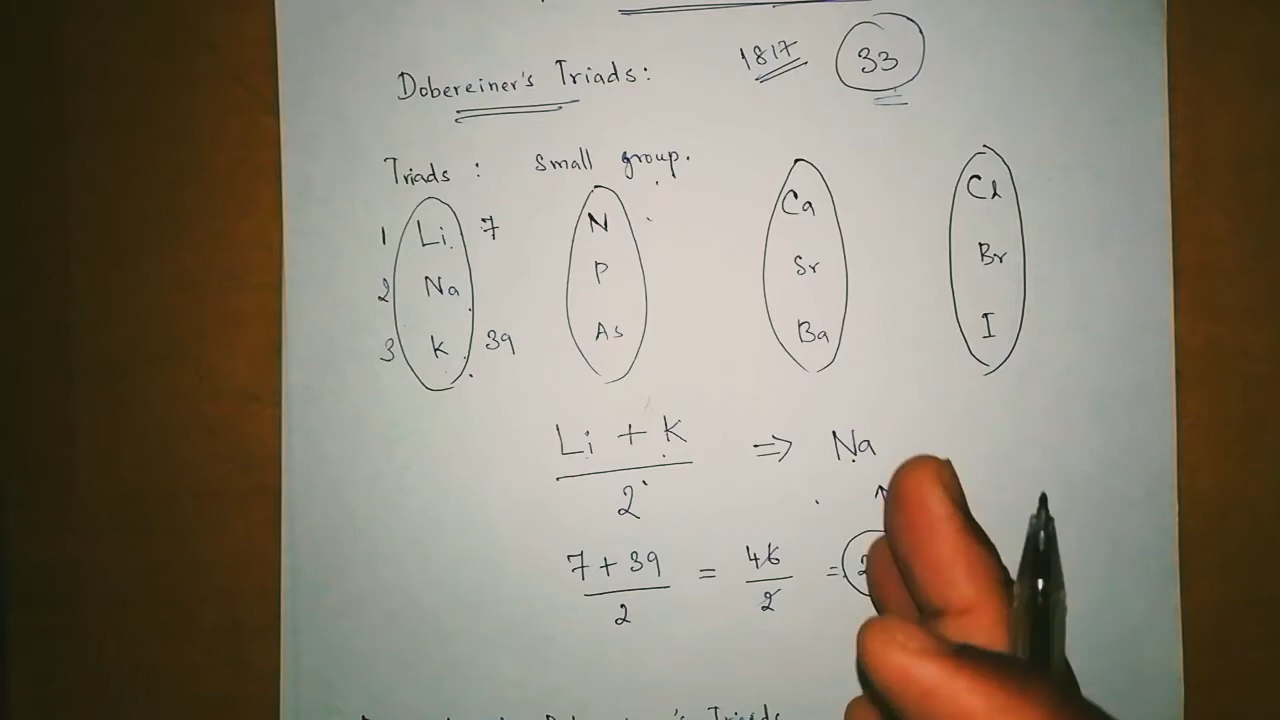 Dobereiner's Triads: 1817 33
Triads : Small group.
1 Li 7 N Ca Cl
2 Na P Sr Br
3 K 39 As Ba I
Li + K => Na
2
7 + 39 = 46 =
2 2